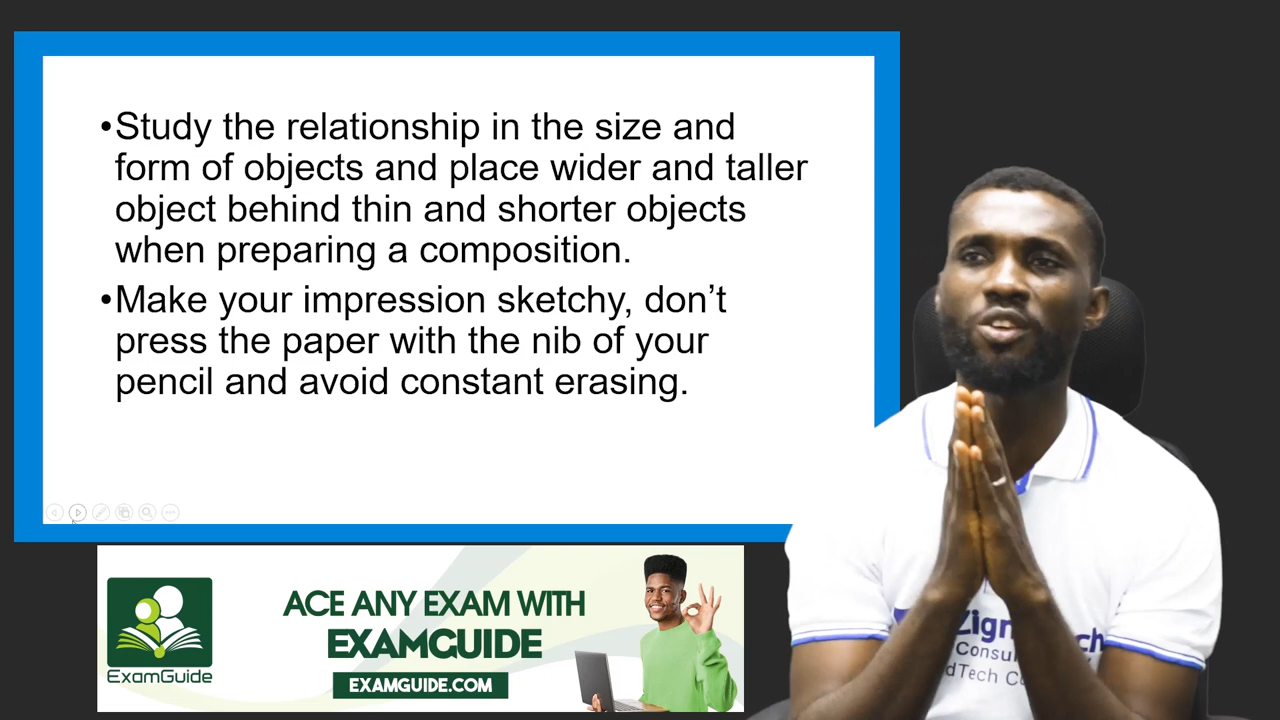 •Study the relationship in the size and
form of objects and place wider and taller
object behind thin and shorter objects
when preparing a composition.
•Make your impression sketchy, don’t
press the paper with the nib of your
pencil and avoid constant erasing.
ExamGuide
ACE ANY EXAM WITH
EXAMGUIDE
EXAMGUIDE.COM